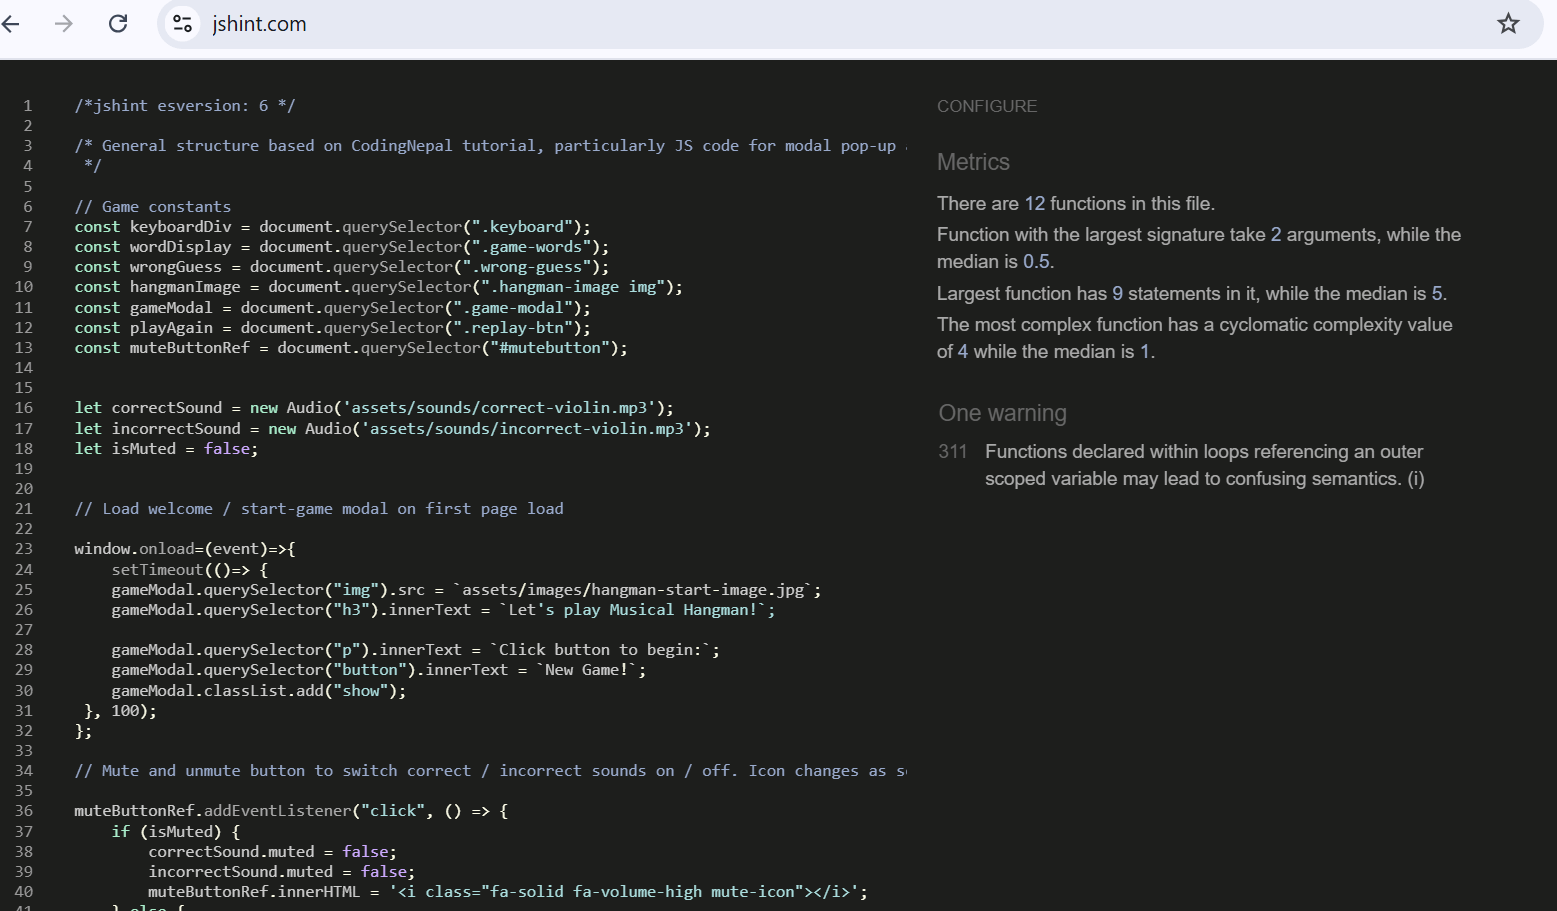 jshint.com
1 /*jshint esversion: 6 */
2
3 /* General structure based on CodingNepal tutorial, particularly JS code for modal pop-up
4 */
5
6 // Game constants
7 const keyboardDiv = document.querySelector(".keyboard");
8 const wordDisplay = document.querySelector(".game-words");
9 const wrongGuess = document.querySelector(".wrong-guess");
10 const hangmanImage = document.querySelector(".hangman-image img");
11 const gameModal = document.querySelector(".game-modal");
12 const playAgain = document.querySelector(".replay-btn");
13 const muteButtonRef = document.querySelector("#mutebutton");
14
15
16 let correctSound = new Audio('assets/sounds/correct-violin.mp3');
17 let incorrectSound = new Audio('assets/sounds/incorrect-violin.mp3');
18 let isMuted = false;
19
20
21 // Load welcome / start-game modal on first page load
22
23 window.onload=(event)=>{
24 setTimeout(()=> {
25 gameModal.querySelector("img").src = `assets/images/hangman-start-image.jpg`;
26 gameModal.querySelector("h3").innerText = `Let's play Musical Hangman!`;
27
28 gameModal.querySelector("p").innerText = `Click button to begin:`;
29 gameModal.querySelector("button").innerText = `New Game!`;
30 gameModal.classList.add("show");
31 }, 100);
32 };
33
34 // Mute and unmute button to switch correct / incorrect sounds on / off. Icon changes as
35
36 muteButtonRef.addEventListener("click", () => {
37 if (isMuted) {
38 correctSound.muted = false;
39 incorrectSound.muted = false;
40 muteButtonRef.innerHTML = '<i class="fa-solid fa-volume-high mute-icon"></i>';
41 } else {
CONFIGURE
Metrics
There are 12 functions in this file.
Function with the largest signature take 2 arguments, while the
median is 0.5.
Largest function has 9 statements in it, while the median is 5.
The most complex function has a cyclomatic complexity value
of 4 while the median is 1.
One warning
311 Functions declared within loops referencing an outer
scoped variable may lead to confusing semantics. (i)